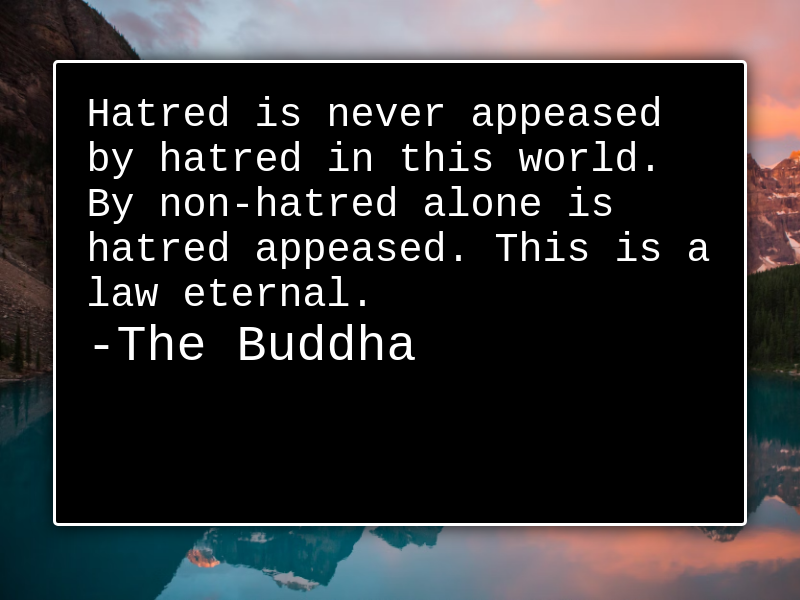 Hatred is never appeased
by hatred in this world.
By non-hatred alone is
hatred appeased. This is a
law eternal.
-The Buddha